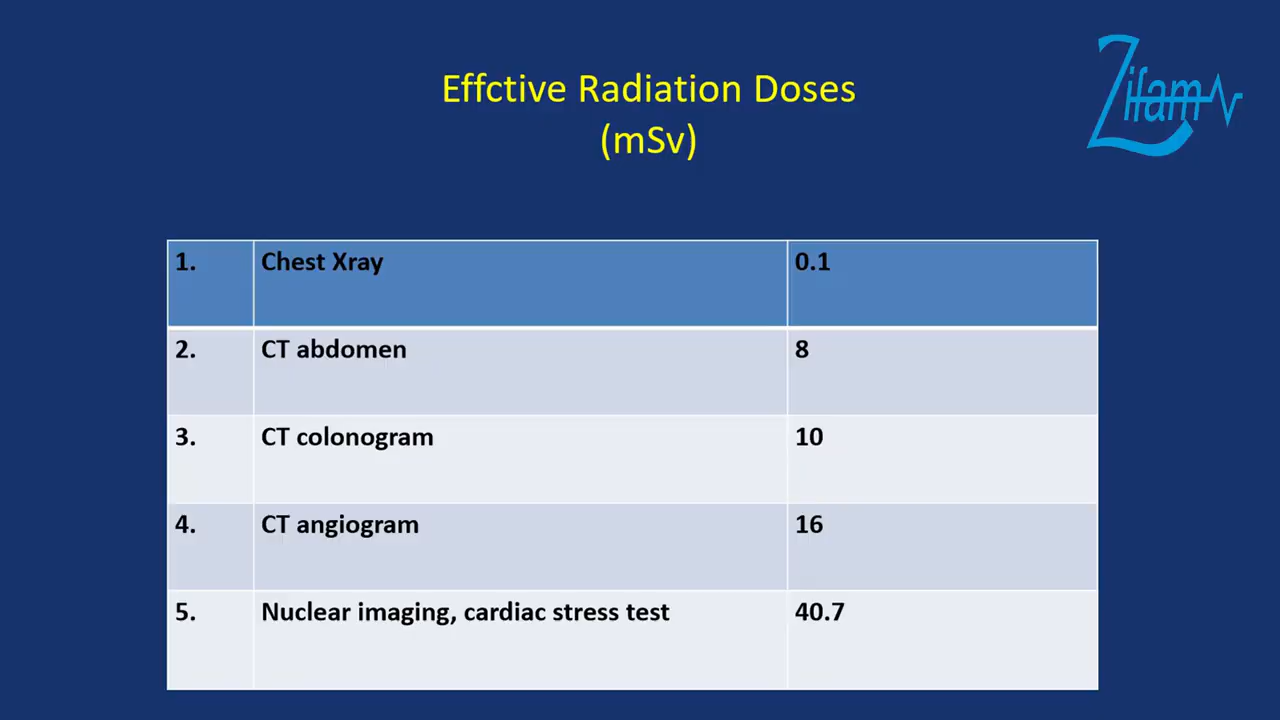 Effctive Radiation Doses
(mSv)
Zifam
1. Chest Xray 0.1
2. CT abdomen 8
3. CT colonogram 10
4. CT angiogram 16
5. Nuclear imaging, cardiac stress test 40.7